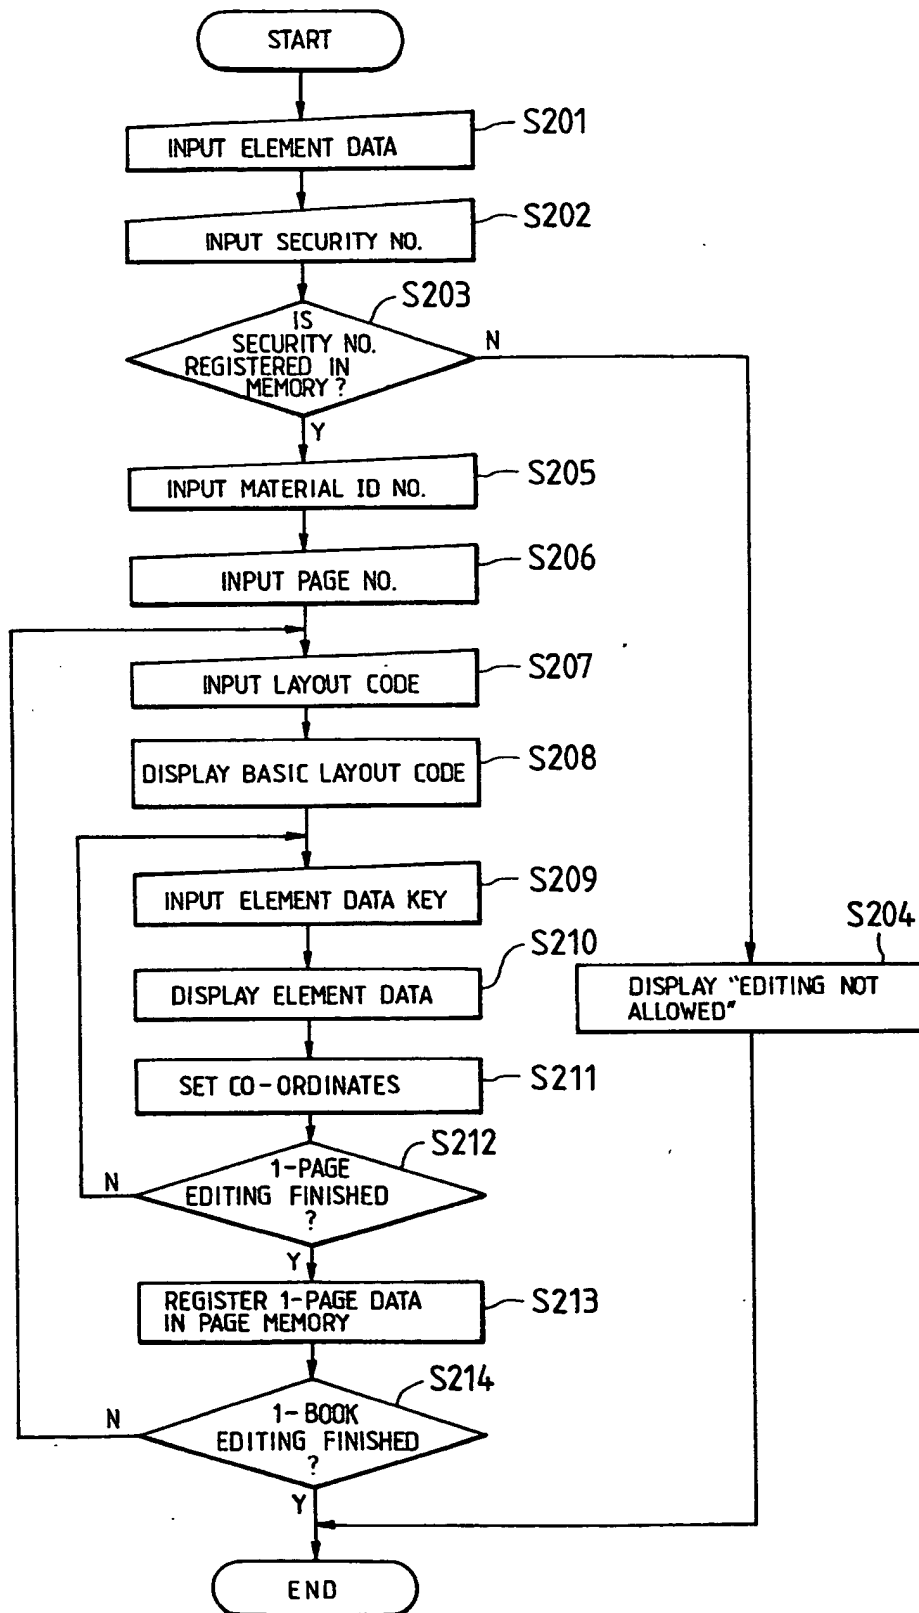 START
S201
INPUT ELEMENT DATA
S202
INPUT SECURITY NO.
S203
IS
SECURITY NO.
REGISTERED IN
MEMORY?
N
Y
S205
INPUT MATERIAL ID NO.
S206
INPUT PAGE NO.
S207
INPUT LAYOUT CODE
S208
DISPLAY BASIC LAYOUT CODE
S209
INPUT ELEMENT DATA KEY
S210
DISPLAY ELEMENT DATA
S204
DISPLAY "EDITING NOT
ALLOWED"
S211
SET CO-ORDINATES
S212
1-PAGE
EDITING FINISHED
?
N
Y
S213
REGISTER 1-PAGE DATA
IN PAGE MEMORY
S214
1-BOOK
EDITING FINISHED
?
N
Y
END